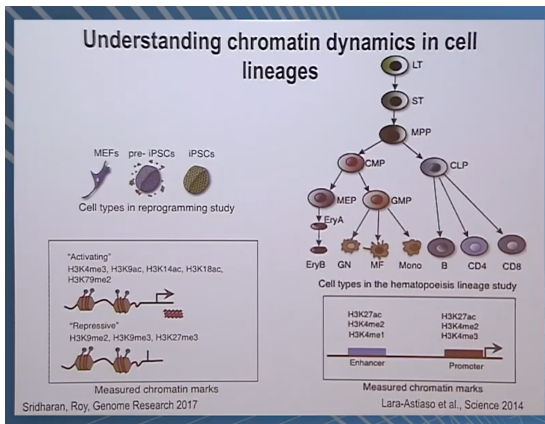 Understanding chromatin dynamics in cell
lineages
MEFs pre- iPSCs iPSCs
Cell types in reprogramming study
"Activating"
H3K4me3, H3K9ac, H3K14ac, H3K18ac,
H3K79me2
"Repressive"
H3K9me2, H3K9me3, H3K27me3
Measured chromatin marks
Sridharan, Roy, Genome Research 2017
LT
ST
MPP
CMP
CLP
MEP
GMP
EryA
EryB GN MF Mono B CD4 CD8
Cell types in the hematopoeisis lineage study
H3K27ac
H3K4me2
H3K4me1
Enhancer
H3K27ac
H3K4me2
H3K4me3
Promoter
Measured chromatin marks
Lara-Astiaso et al., Science 2014